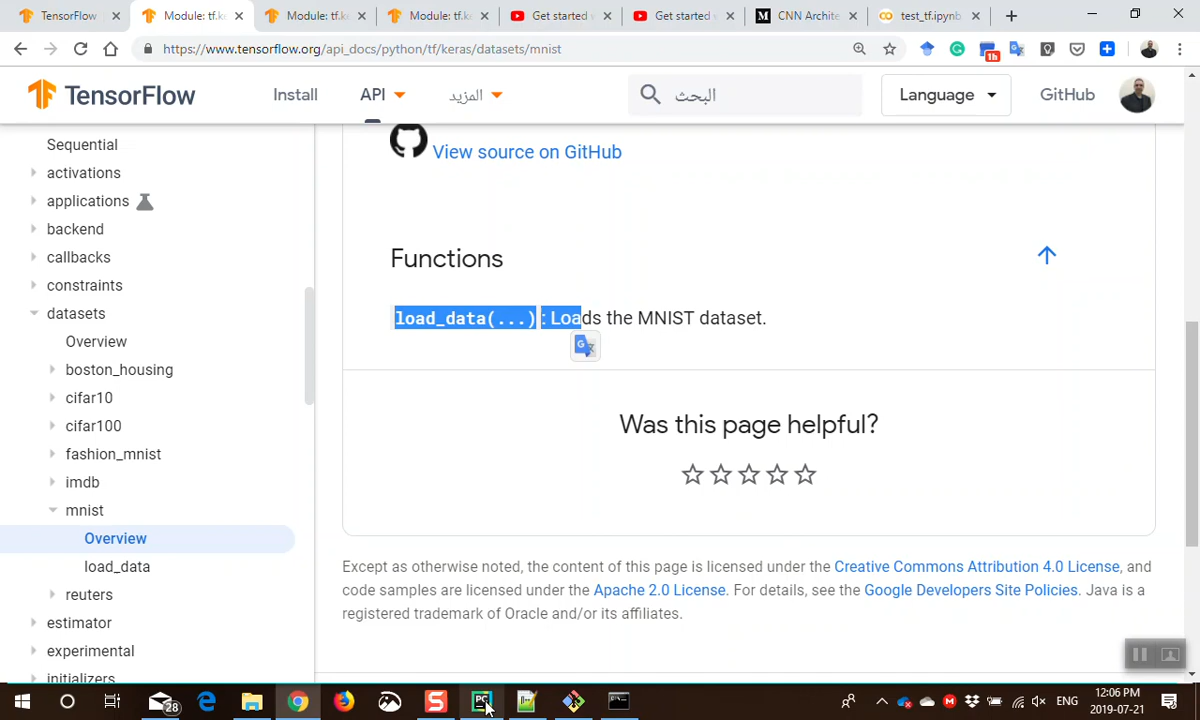 TensorFlow
Module: tf.ke
Module: tf.ke
Module: tf.ke
Get started
Get started
CNN Archite
test_tf.ipynb
https://www.tensorflow.org/api_docs/python/tf/keras/datasets/mnist
1h
TensorFlow
Install
API
المزيد
البحث
Language
GitHub
Sequential
activations
applications
backend
callbacks
constraints
datasets
Overview
boston_housing
cifar10
cifar100
fashion_mnist
imdb
mnist
Overview
load_data
reuters
estimator
experimental
initializers
View source on GitHub
Functions
load_data(...): Loads the MNIST dataset.
Was this page helpful?
Except as otherwise noted, the content of this page is licensed under the Creative Commons Attribution 4.0 License, and
code samples are licensed under the Apache 2.0 License. For details, see the Google Developers Site Policies. Java is a
registered trademark of Oracle and/or its affiliates.
28
PC
ENG
12:06 PM
2019-07-21